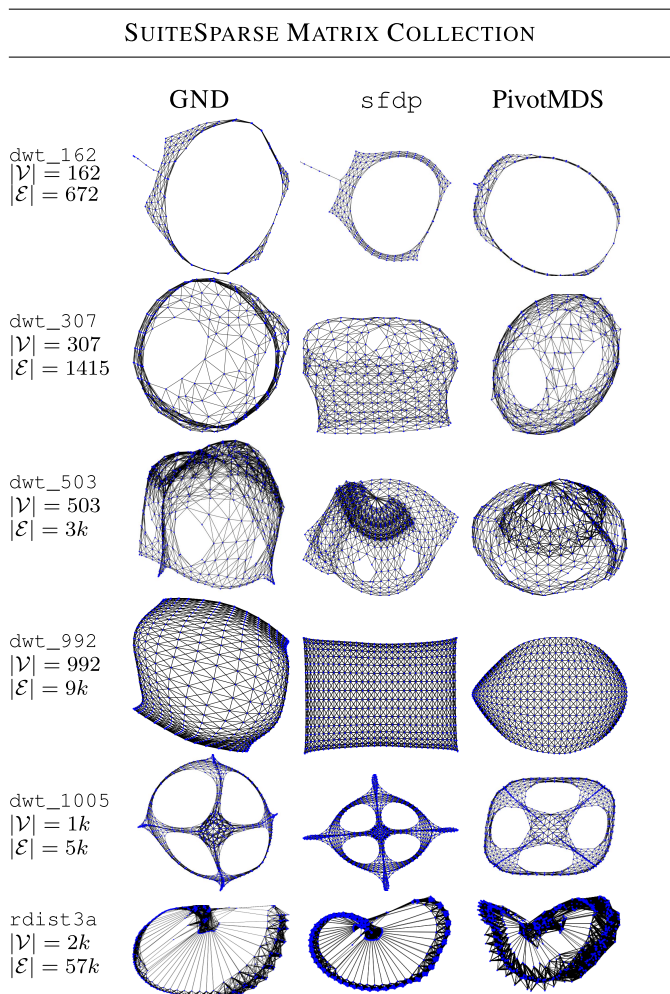 SUITESPARSE MATRIX COLLECTION
GND sfdp PivotMDS
dwt_162
|𝒱| = 162
|ℰ| = 672
dwt_307
|𝒱| = 307
|ℰ| = 1415
dwt_503
|𝒱| = 503
|ℰ| = 3k
dwt_992
|𝒱| = 992
|ℰ| = 9k
dwt_1005
|𝒱| = 1k
|ℰ| = 5k
rdist3a
|𝒱| = 2k
|ℰ| = 57k